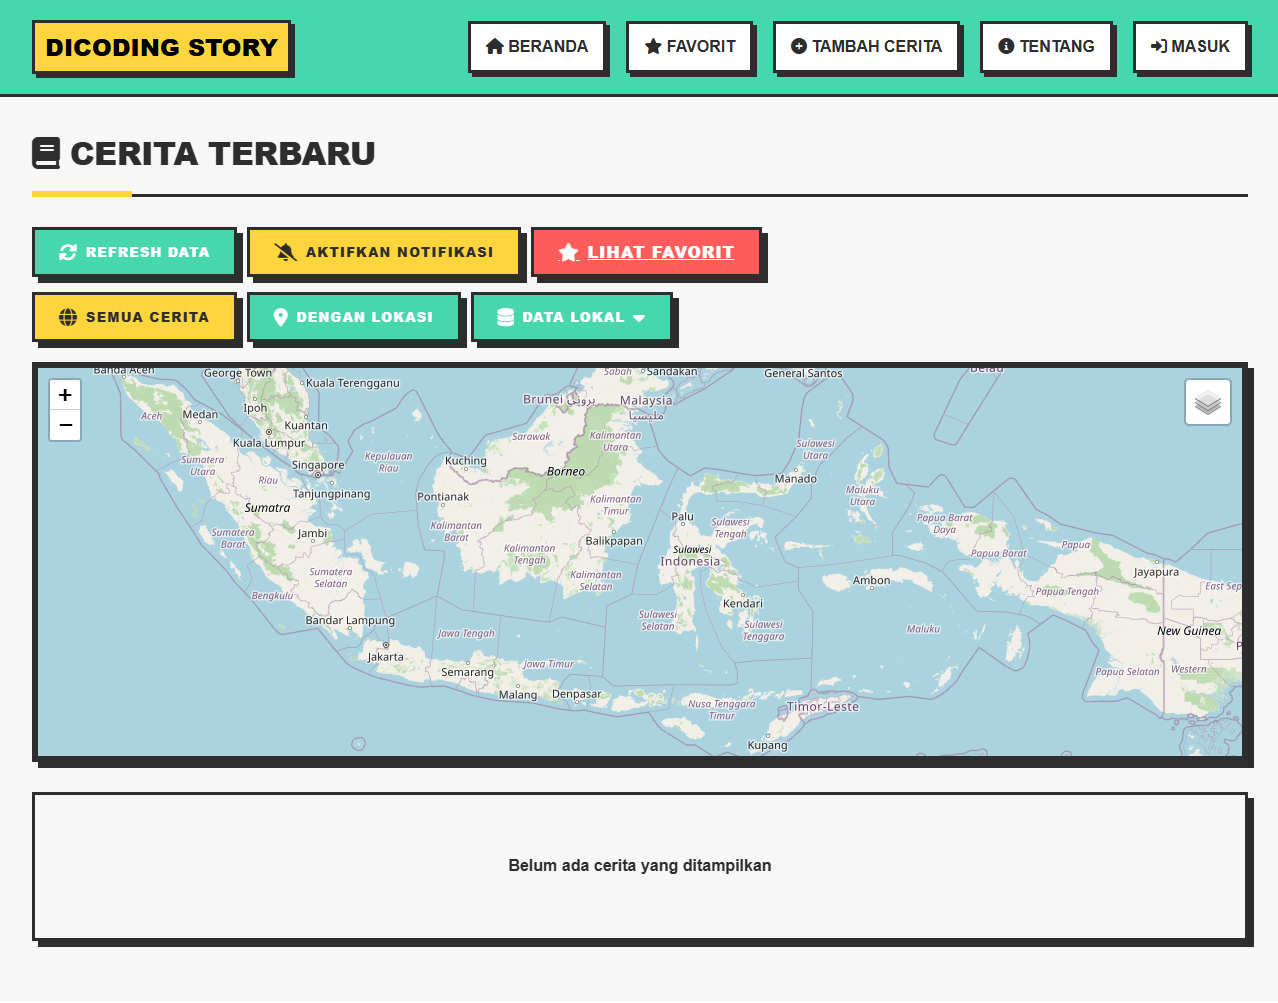 DICODING STORY
BERANDA
FAVORIT
TAMBAH CERITA
TENTANG
MASUK
CERITA TERBARU
REFRESH DATA
AKTIFKAN NOTIFIKASI
LIHAT FAVORIT
SEMUA CERITA
DENGAN LOKASI
DATA LOKAL
+
−
Banda Aceh
George Town
Kuala Terengganu
Sabah
Sandakan
General Santos
Belau
Aceh
Medan
Ipoh
Kuantan
Kuala Lumpur
Brunei بروني
Malaysia
مليسيا
Sarawak
Kalimantan
Utara
Sulawesi
Utara
Sumatera
Utara
Singapore
Kepulauan
Riau
Kuching
Borneo
Riau
Tanjungpinang
Pontianak
Manado
Maluku
Utara
Sumatra
Kalimantan
Timur
Palu
Sulawesi
Tengah
Papua Barat
Daya
Sumatera
Barat
Jambi
Kalimantan
Barat
Balikpapan
Sulawesi
Indonesia
Papua Barat
Papua
Kalimantan
Tengah
Sumatera
Selatan
Kalimantan
Selatan
Ambon
Jayapura
Papua Tengah
East Sep
Bengkulu
Kendari
Bandar Lampung
Sulawesi
Selatan
Sulawesi
Tenggara
Maluku
New Guinea
Jawa Tengah
Jakarta
Semarang
Jawa Timur
Papua Selatan
Western
Malang
Denpasar
Nusa Tenggara
Timur
Timor-Leste
Kupang
Belum ada cerita yang ditampilkan